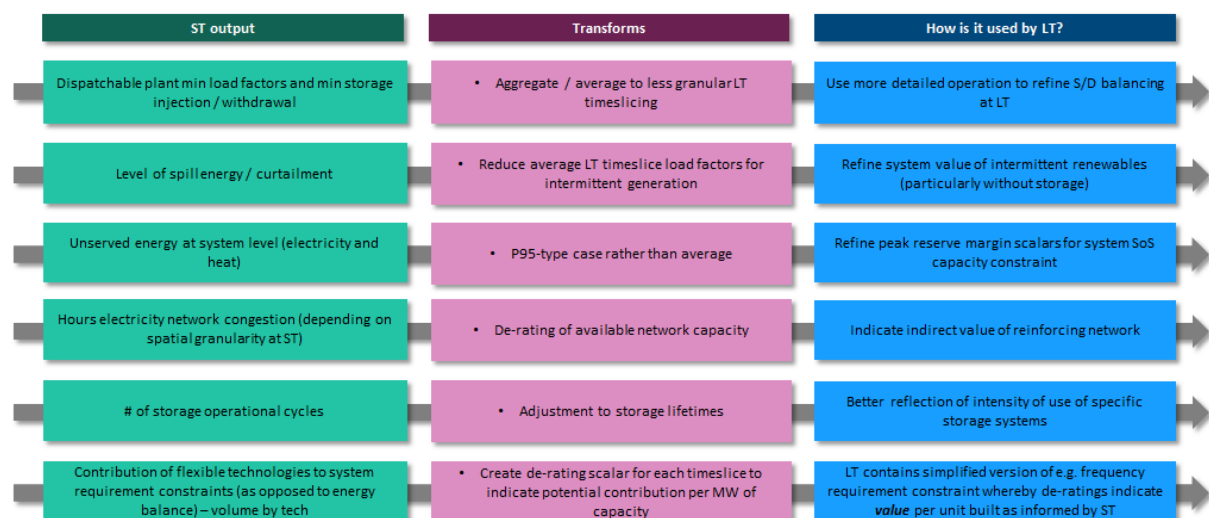 ST output
Transforms
How is it used by LT?
Dispatchable plant min load factors and min storage
injection / withdrawal
• Aggregate / average to less granular LT
timeslicing
Use more detailed operation to refine S/D balancing
at LT
Level of spill energy / curtailment
• Reduce average LT timeslice load factors for
intermittent generation
Refine system value of intermittent renewables
(particularly without storage)
Unserved energy at system level (electricity and
heat)
• P95-type case rather than average
Refine peak reserve margin scalars for system SoS
capacity constraint
Hours electricity network congestion (depending on
spatial granularity at ST)
• De-rating of available network capacity
Indicate indirect value of reinforcing network
# of storage operational cycles
• Adjustment to storage lifetimes
Better reflection of intensity of use of specific
storage systems
Contribution of flexible technologies to system
requirement constraints (as opposed to energy
balance) – volume by tech
• Create de-rating scalar for each timeslice to
indicate potential contribution per MW of
capacity
LT contains simplified version of e.g. frequency
requirement constraint whereby de-ratings indicate
value per unit built as informed by ST